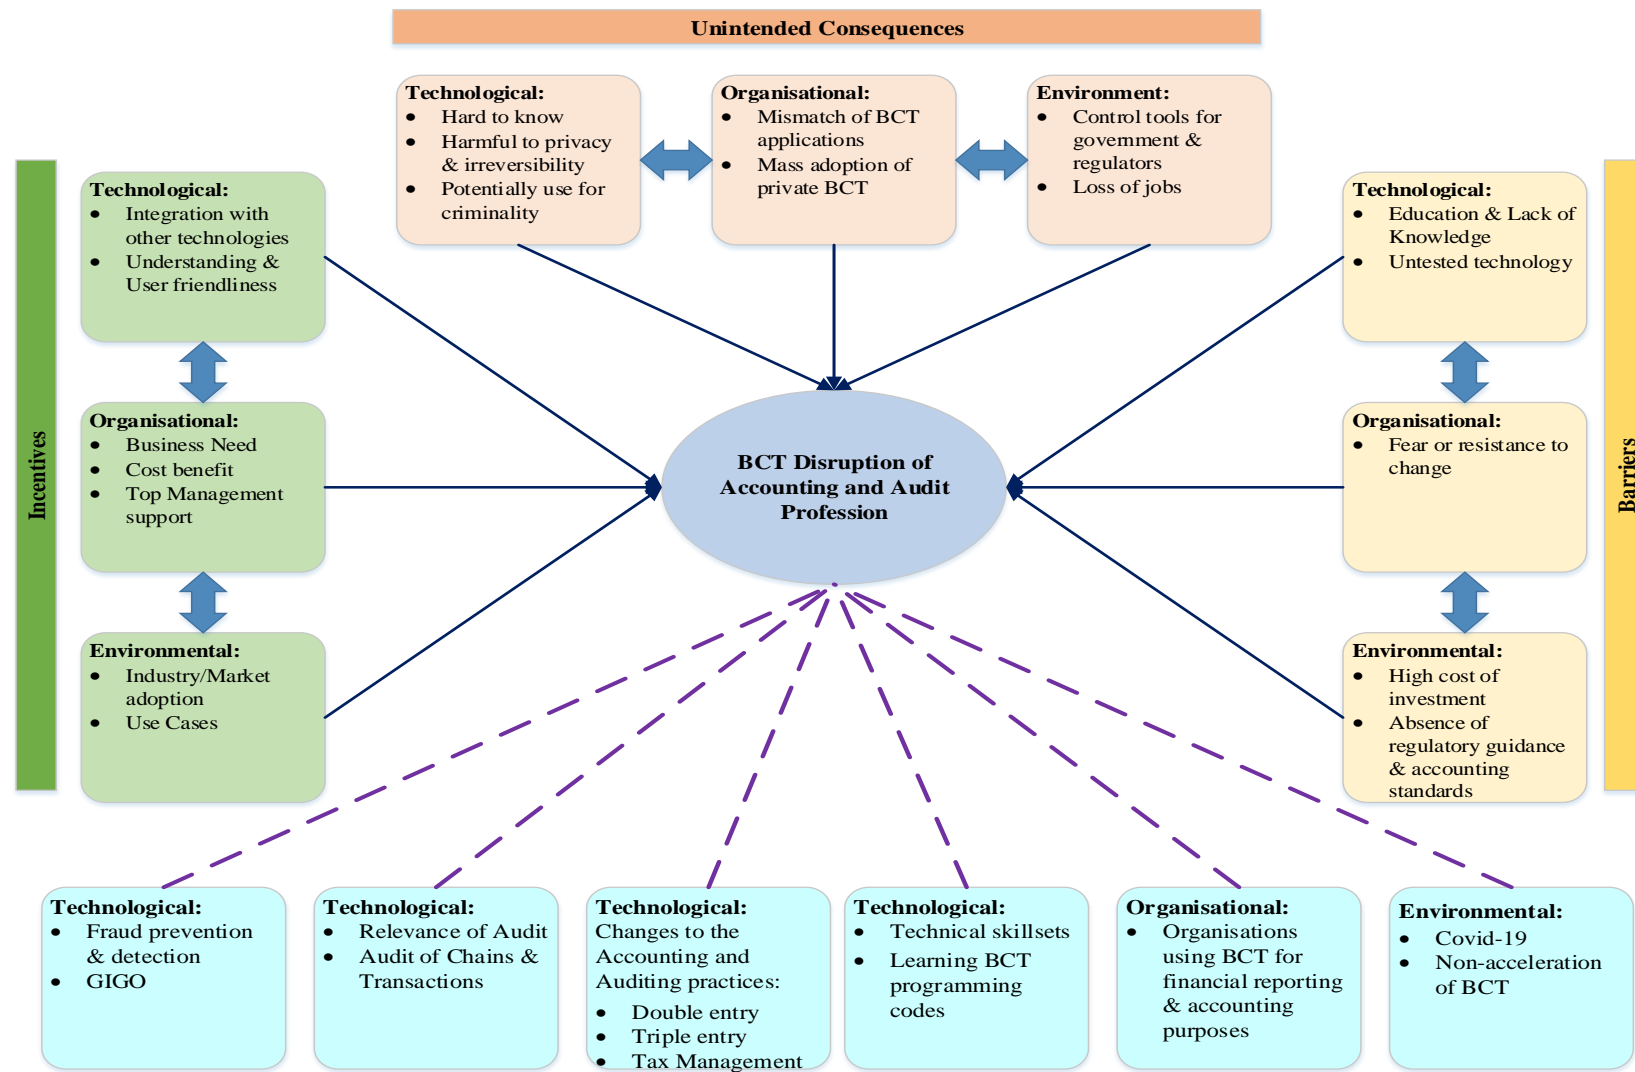 Unintended Consequences
Technological:
• Hard to know
• Harmful to privacy
& irreversibility
• Potentially use for
criminality
Organisational:
• Mismatch of BCT
applications
• Mass adoption of
private BCT
Environment:
• Control tools for
government &
regulators
• Loss of jobs
Incentives
Technological:
• Integration with
other technologies
• Understanding &
User friendliness
Organisational:
• Business Need
• Cost benefit
• Top Management
support
Environmental:
• Industry/Market
adoption
• Use Cases
BCT Disruption of
Accounting and Audit
Profession
Barriers
Technological:
• Education & Lack of
Knowledge
• Untested technology
Organisational:
• Fear or resistance to
change
Environmental:
• High cost of
investment
• Absence of
regulatory guidance
& accounting
standards
Technological:
• Fraud prevention
& detection
• GIGO
Technological:
• Relevance of Audit
• Audit of Chains &
Transactions
Technological:
Changes to the
Accounting and
Auditing practices:
• Double entry
• Triple entry
• Tax Management
Technological:
• Technical skillsets
• Learning BCT
programming
codes
Organisational:
• Organisations
using BCT for
financial reporting
& accounting
purposes
Environmental:
• Covid-19
• Non-acceleration
of BCT